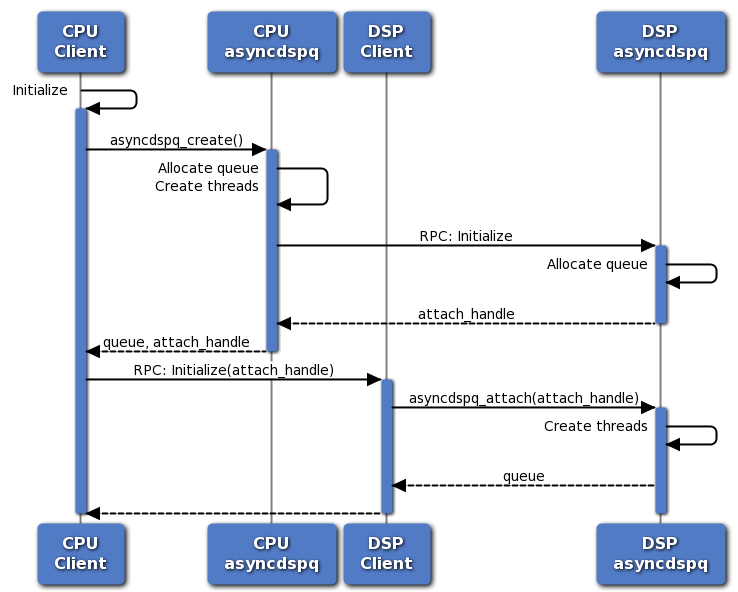 CPU
Client
CPU
asyncdspq
DSP
Client
DSP
asyncdspq
Initialize
asyncdspq_create()
Allocate queue
Create threads
RPC: Initialize
Allocate queue
attach_handle
queue, attach_handle
RPC: Initialize(attach_handle)
asyncdspq_attach(attach_handle)
Create threads
queue
CPU
Client
CPU
asyncdspq
DSP
Client
DSP
asyncdspq